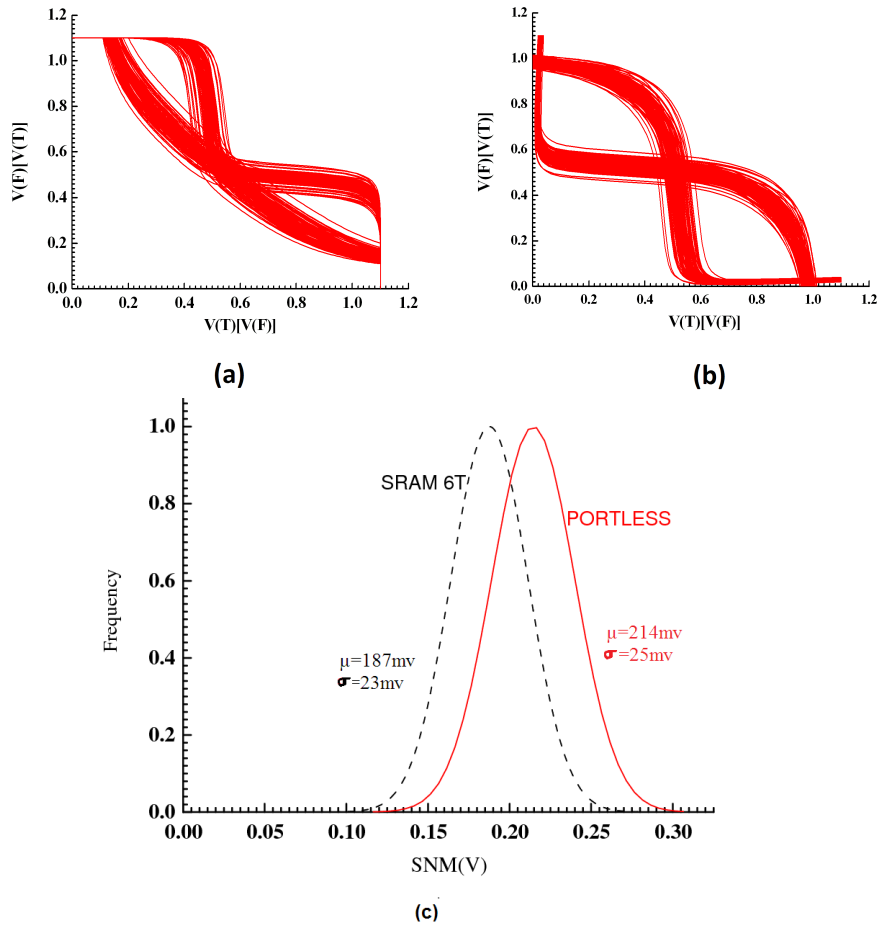 1.2
1.0
0.8
0.6
0.4
0.2
0.0
V(F)[V(T)]
0.0 0.2 0.4 0.6 0.8 1.0 1.2
V(T)[V(F)]
(a)
1.2
1.0
0.8
0.6
0.4
0.2
0.0
V(F)[V(T)]
0.0 0.2 0.4 0.6 0.8 1.0 1.2
V(T)[V(F)]
(b)
1.0
0.8
0.6
0.4
0.2
0.0
Frequency
SRAM 6T
PORTLESS
µ=187mv
σ=23mv
µ=214mv
σ=25mv
0.00 0.05 0.10 0.15 0.20 0.25 0.30
SNM(V)
(c)